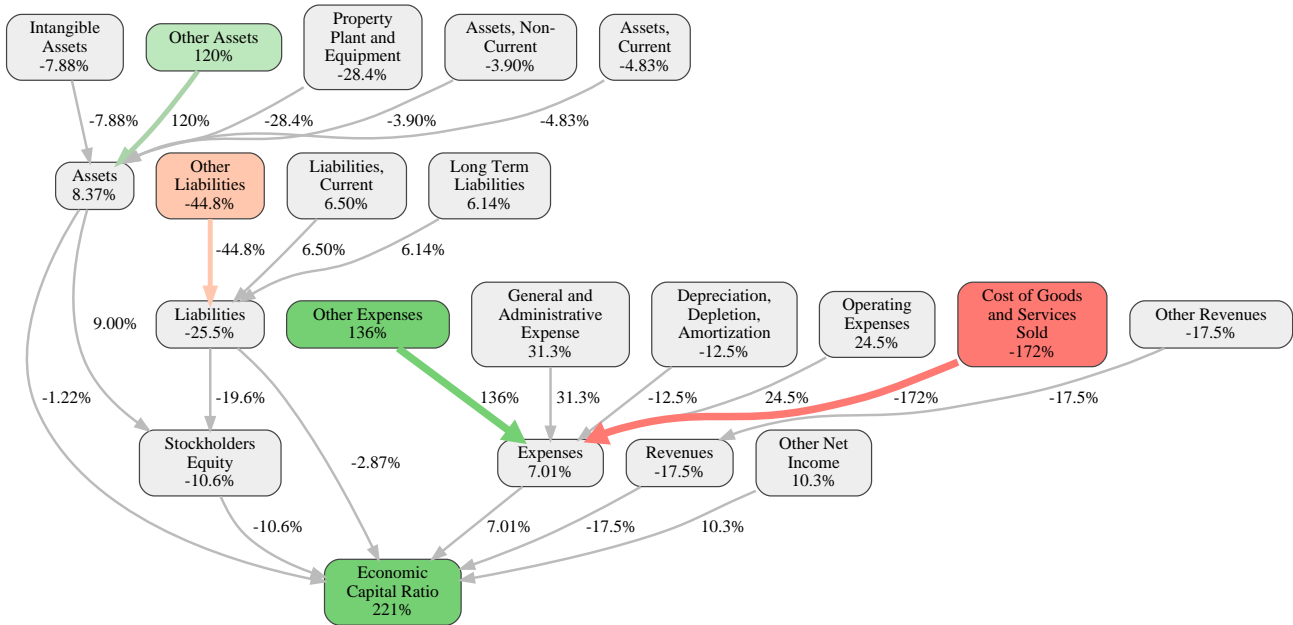 Intangible
Assets
-7.88%
Other Assets
120%
Property
Plant and
Equipment
-28.4%
Assets, Non-
Current
-3.90%
Assets,
Current
-4.83%
-7.88%
120%
-28.4%
-3.90%
-4.83%
Assets
8.37%
Other
Liabilities
-44.8%
Liabilities,
Current
6.50%
Long Term
Liabilities
6.14%
-44.8%
6.50%
6.14%
9.00%
Liabilities
-25.5%
Other Expenses
136%
General and
Administrative
Expense
31.3%
Depreciation,
Depletion,
Amortization
-12.5%
Operating
Expenses
24.5%
Cost of Goods
and Services
Sold
-172%
Other Revenues
-17.5%
-1.22%
-19.6%
136%
31.3%
-12.5%
24.5%
-172%
-17.5%
Stockholders
Equity
-10.6%
-2.87%
Expenses
7.01%
Revenues
-17.5%
Other Net
Income
10.3%
-10.6%
7.01%
-17.5%
10.3%
Economic
Capital Ratio
221%